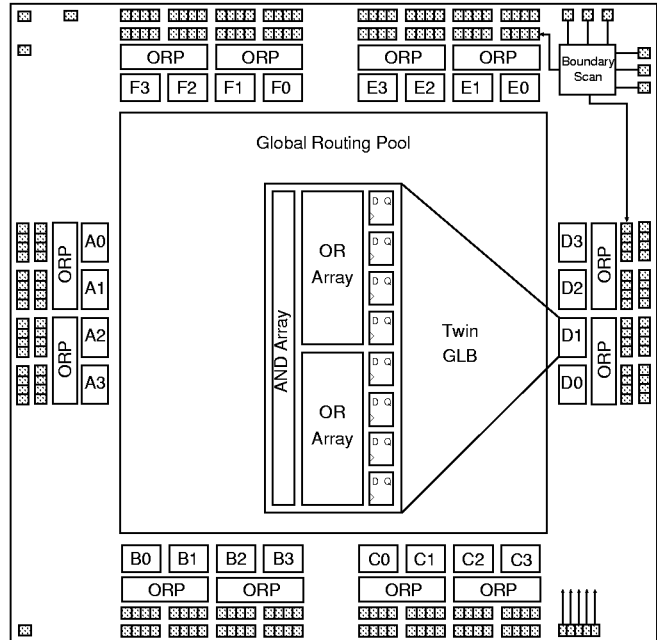 ORP ORP ORP ORP
Boundary
Scan
F3 F2 F1 F0 E3 E2 E1 E0
Global Routing Pool
D Q
OR
Array
D Q
D Q
D Q
AND Array
Twin
GLB
D Q
OR
Array
D Q
D Q
D Q
ORP
A0
A1
ORP
A2
A3
D3
D2
ORP
D1
D0
ORP
B0 B1 B2 B3 C0 C1 C2 C3
ORP ORP ORP ORP